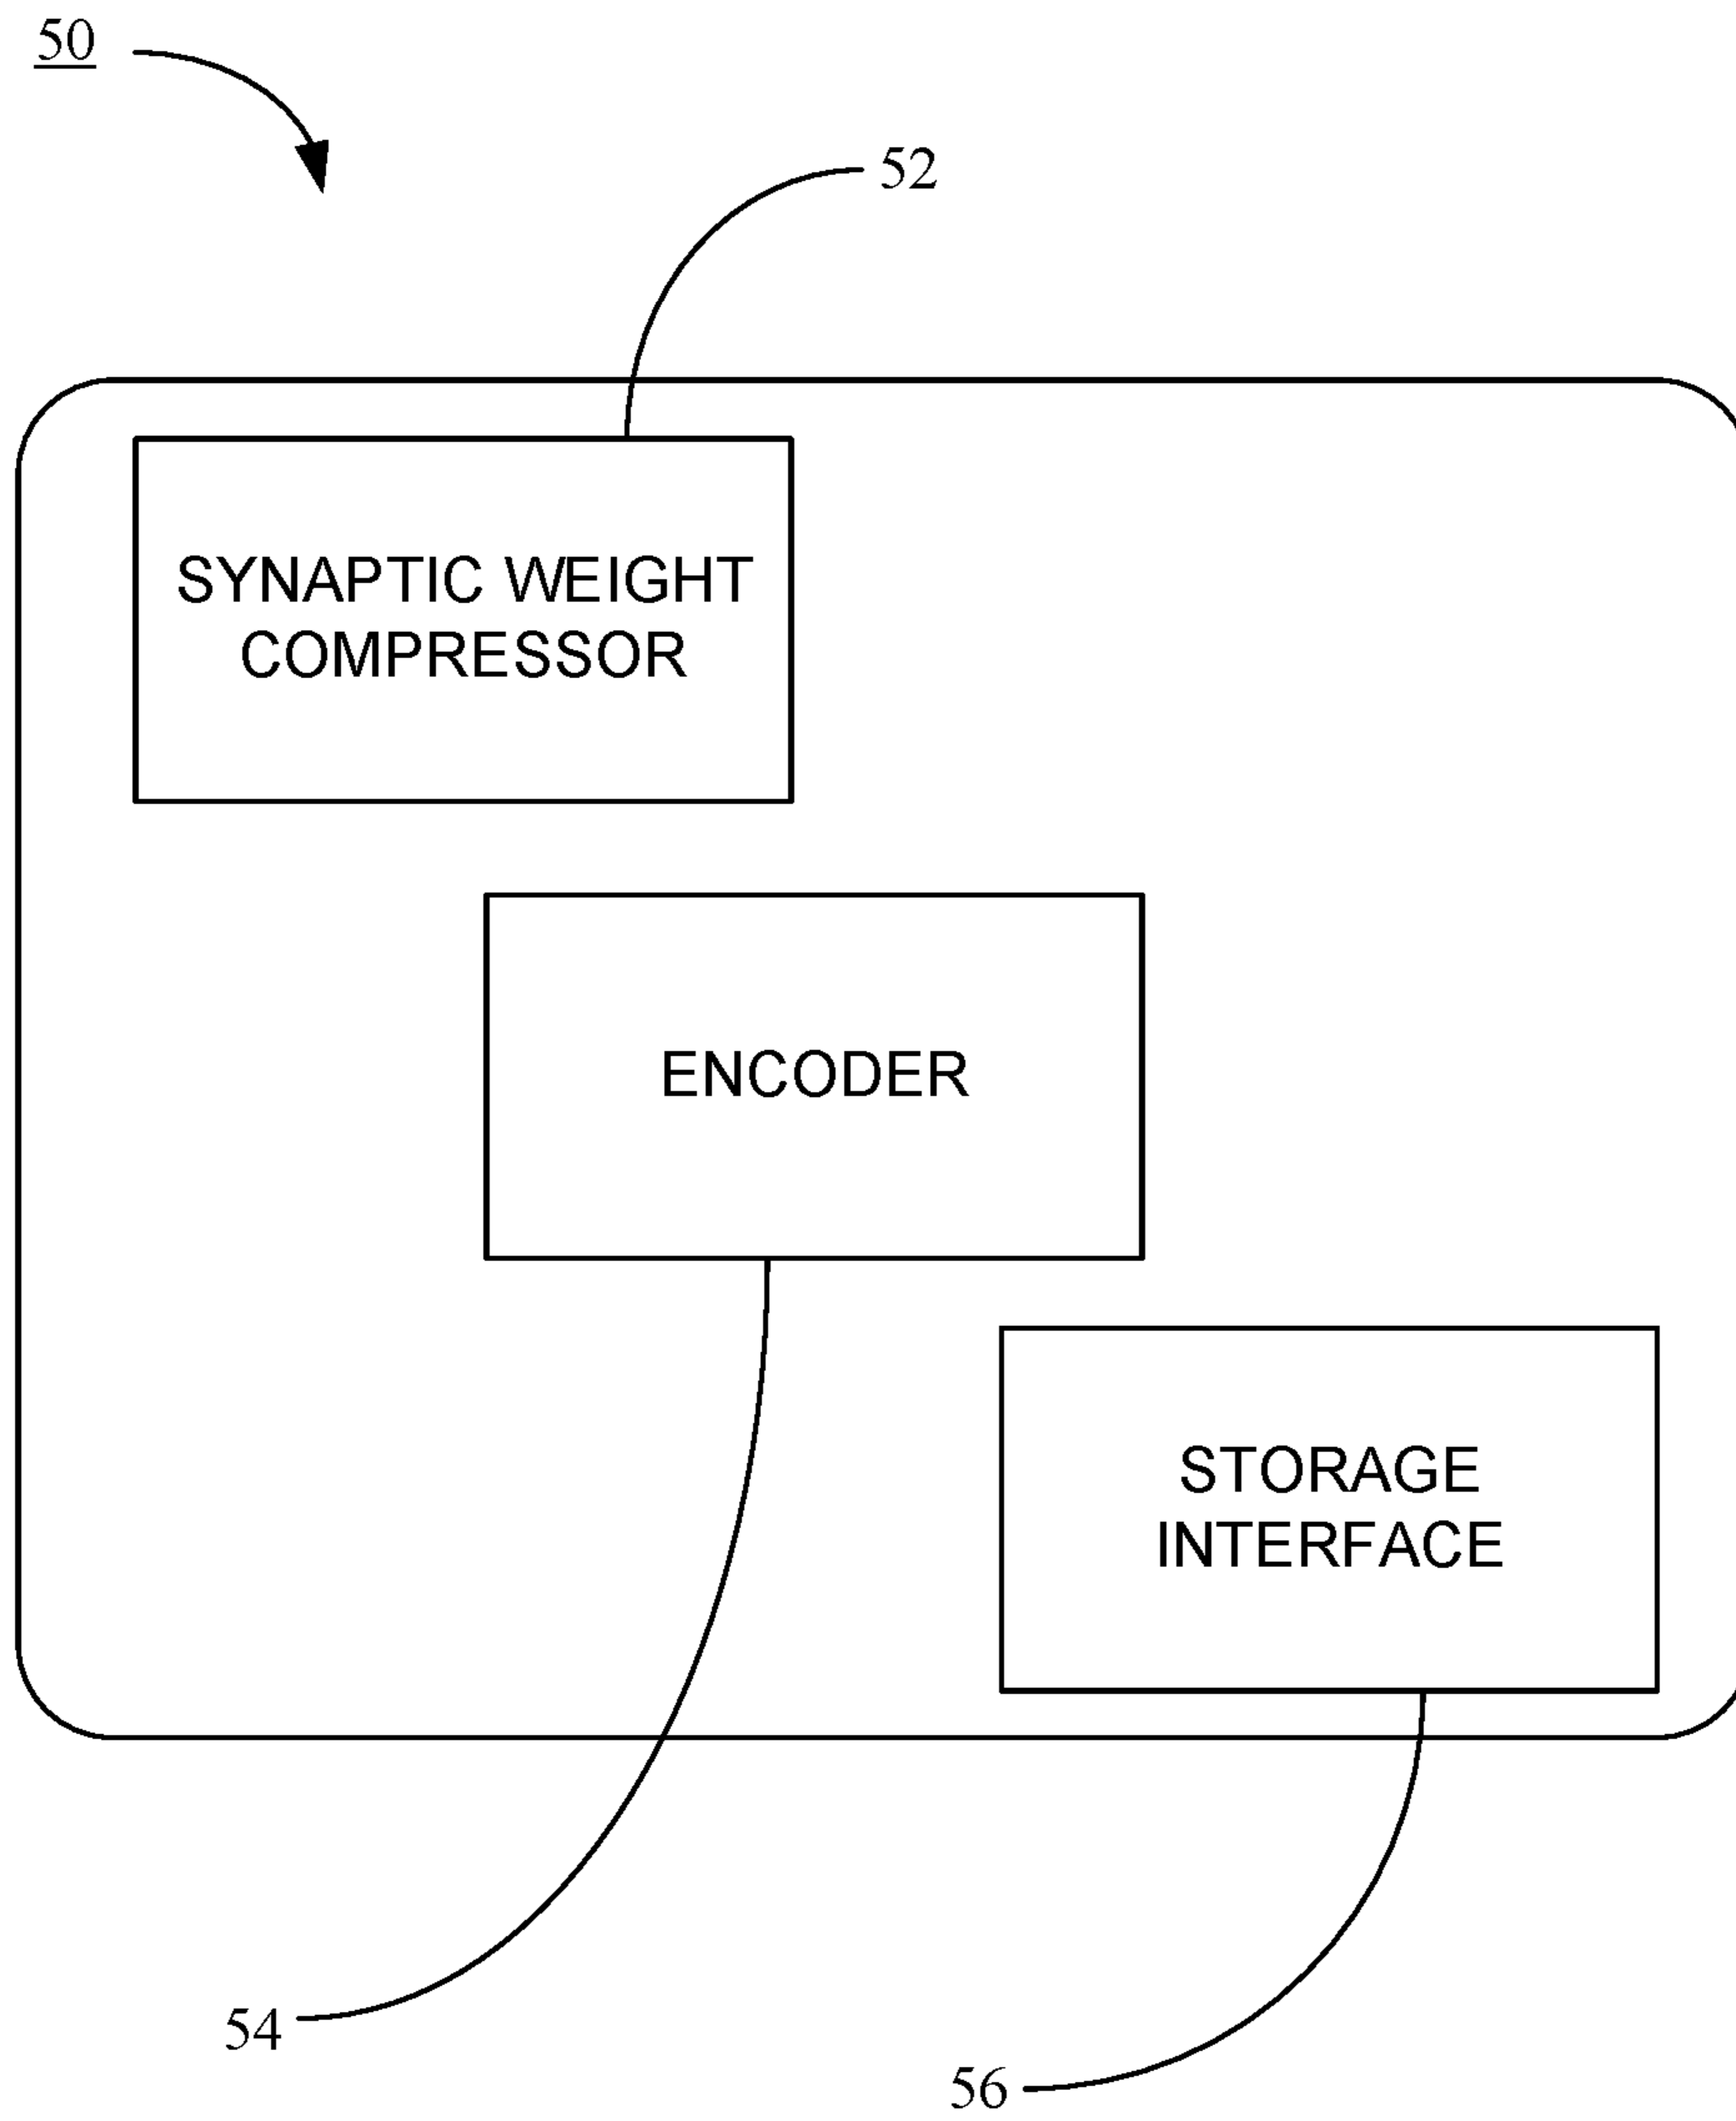 50
52
SYNAPTIC WEIGHT
COMPRESSOR
ENCODER
STORAGE
INTERFACE
54
56